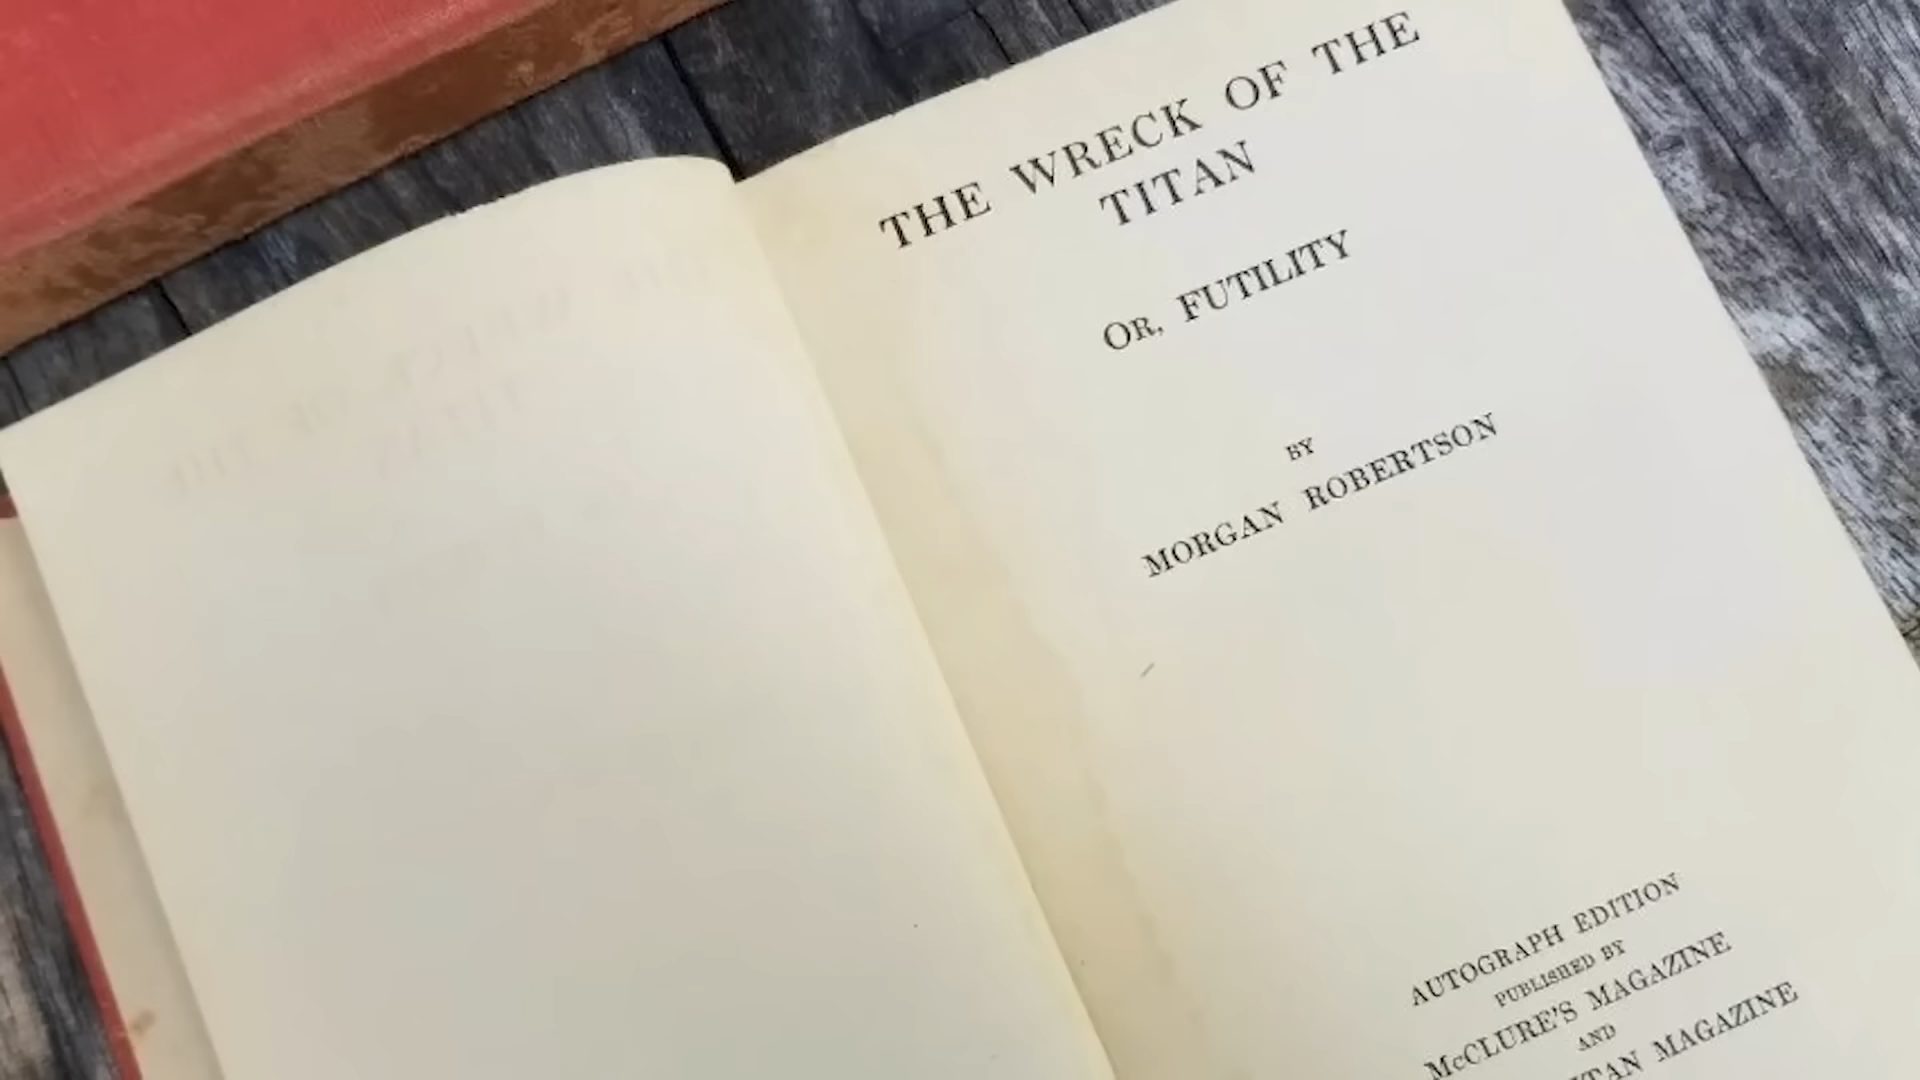 THE WRECK OF THE
TITAN
OR, FUTILITY
BY
MORGAN ROBERTSON
AUTOGRAPH EDITION
PUBLISHED BY
McCLURE'S MAGAZINE
AND
MAGAZINE